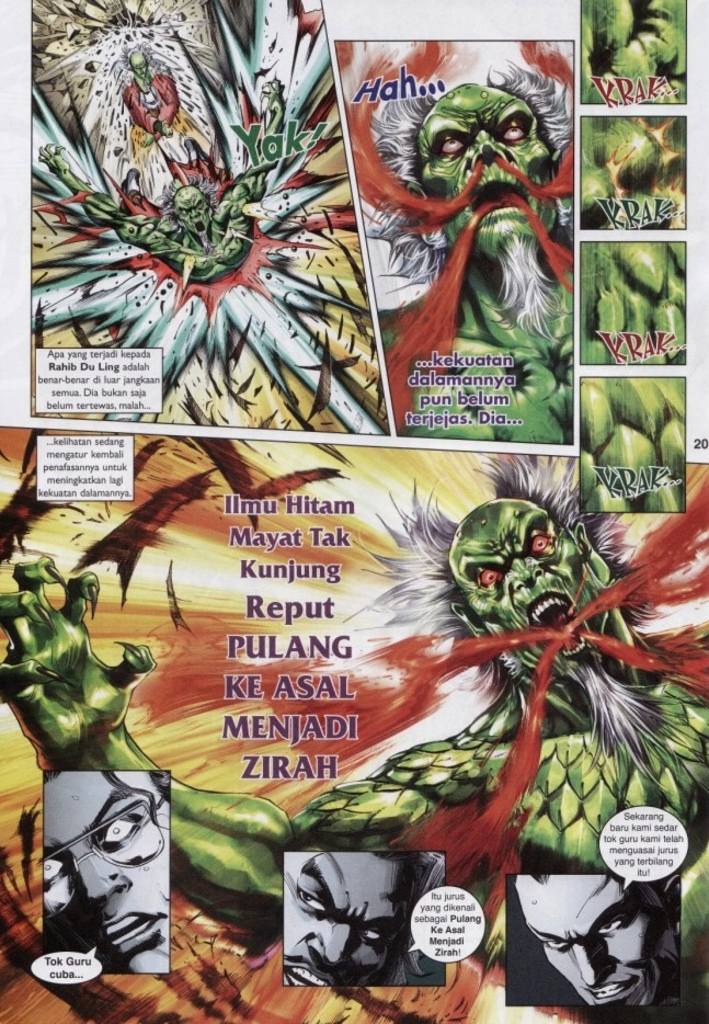 Yak!
Apa yang terjadi kepada
Rahib Du Ling adalah
benar-benar di luar jangkaan
semua. Dia bukan saja
belum tertewas, malah...
Hah...
...kekuatan
dalamannya
pun belum
terjejas. Dia...
KRAK...
KRAK...
KRAK...
KRAK...
20
...kelihatan sedang
mengatur kembali
penafasannya untuk
meningkatkan lagi
kekuatan dalamannya.
Ilmu Hitam
Mayat Tak
Kunjung
Reput
PULANG
KE ASAL
MENJADI
ZIRAH
Tok Guru
cuba...
Itu jurus
yang dikenali
sebagai Pulang
Ke Asal
Menjadi
Zirah!
Sekarang
baru kami sedar
tok guru kami telah
menguasai jurus
yang terbilang
itu!